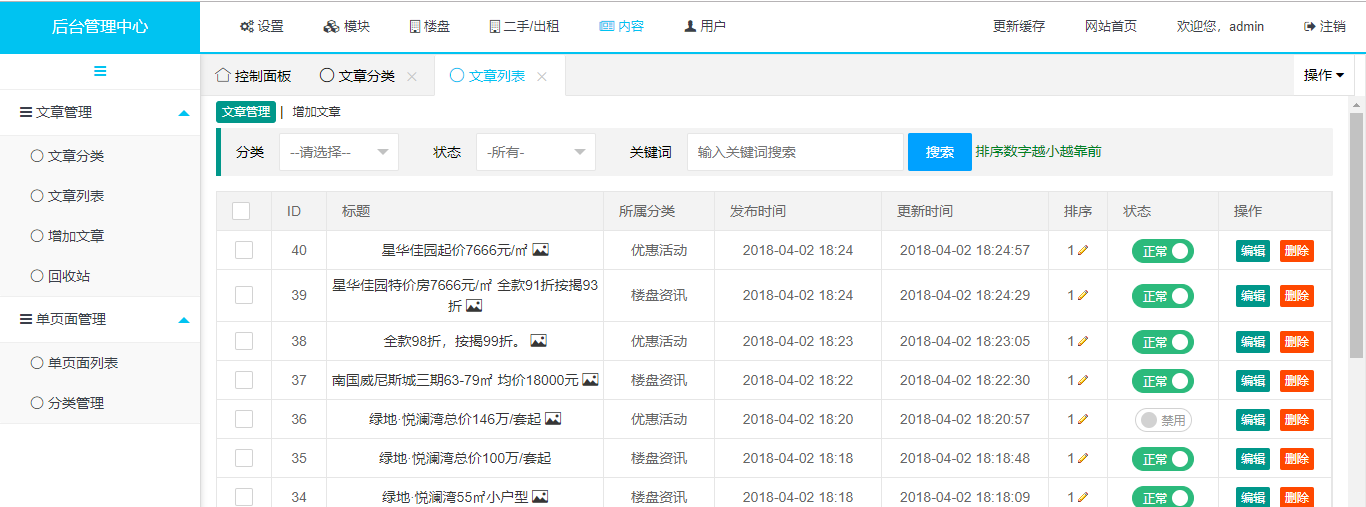 后台管理中心 设置 模块 楼盘 二手/出租 内容 用户 更新缓存 网站首页 欢迎您，admin 注销
控制面板 文章分类 文章列表 操作
文章管理
文章分类
文章列表
增加文章
回收站
单页面管理
单页面列表
分类管理
文章管理 | 增加文章
分类 --请选择-- 状态 -所有- 关键词 输入关键词搜索 搜索 排序数字越小越靠前
ID 标题 所属分类 发布时间 更新时间 排序 状态 操作
40 星华佳园起价7666元/㎡ 优惠活动 2018-04-02 18:24 2018-04-02 18:24:57 1 正常 编辑 删除
39 星华佳园特价房7666元/㎡ 全款91折按揭93 楼盘资讯 2018-04-02 18:24 2018-04-02 18:24:29 1 正常 编辑 删除
折
38 全款98折，按揭99折。 优惠活动 2018-04-02 18:23 2018-04-02 18:23:05 1 正常 编辑 删除
37 南国威尼斯城三期63-79㎡ 均价18000元 楼盘资讯 2018-04-02 18:22 2018-04-02 18:22:30 1 正常 编辑 删除
36 绿地·悦澜湾总价146万/套起 优惠活动 2018-04-02 18:20 2018-04-02 18:20:57 1 禁用 编辑 删除
35 绿地·悦澜湾总价100万/套起 楼盘资讯 2018-04-02 18:18 2018-04-02 18:18:48 1 正常 编辑 删除
34 绿地·悦澜湾55㎡小户型 楼盘资讯 2018-04-02 18:18 2018-04-02 18:18:09 1 正常 编辑 删除